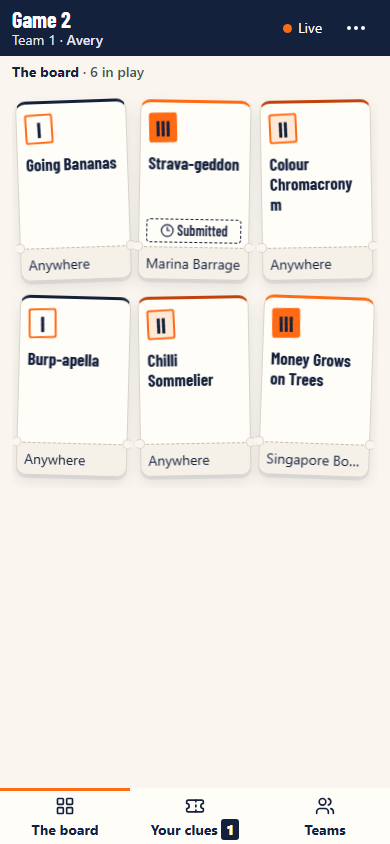 Game 2
Team 1 · Avery
Live
The board · 6 in play
I
Going Bananas
Anywhere
III
Strava-geddon
Submitted
Marina Barrage
II
Colour
Chromacrony
m
Anywhere
I
Burp-apella
Anywhere
II
Chilli
Sommelier
Anywhere
III
Money Grows
on Trees
Singapore Bo...
The board
Your clues 1
Teams